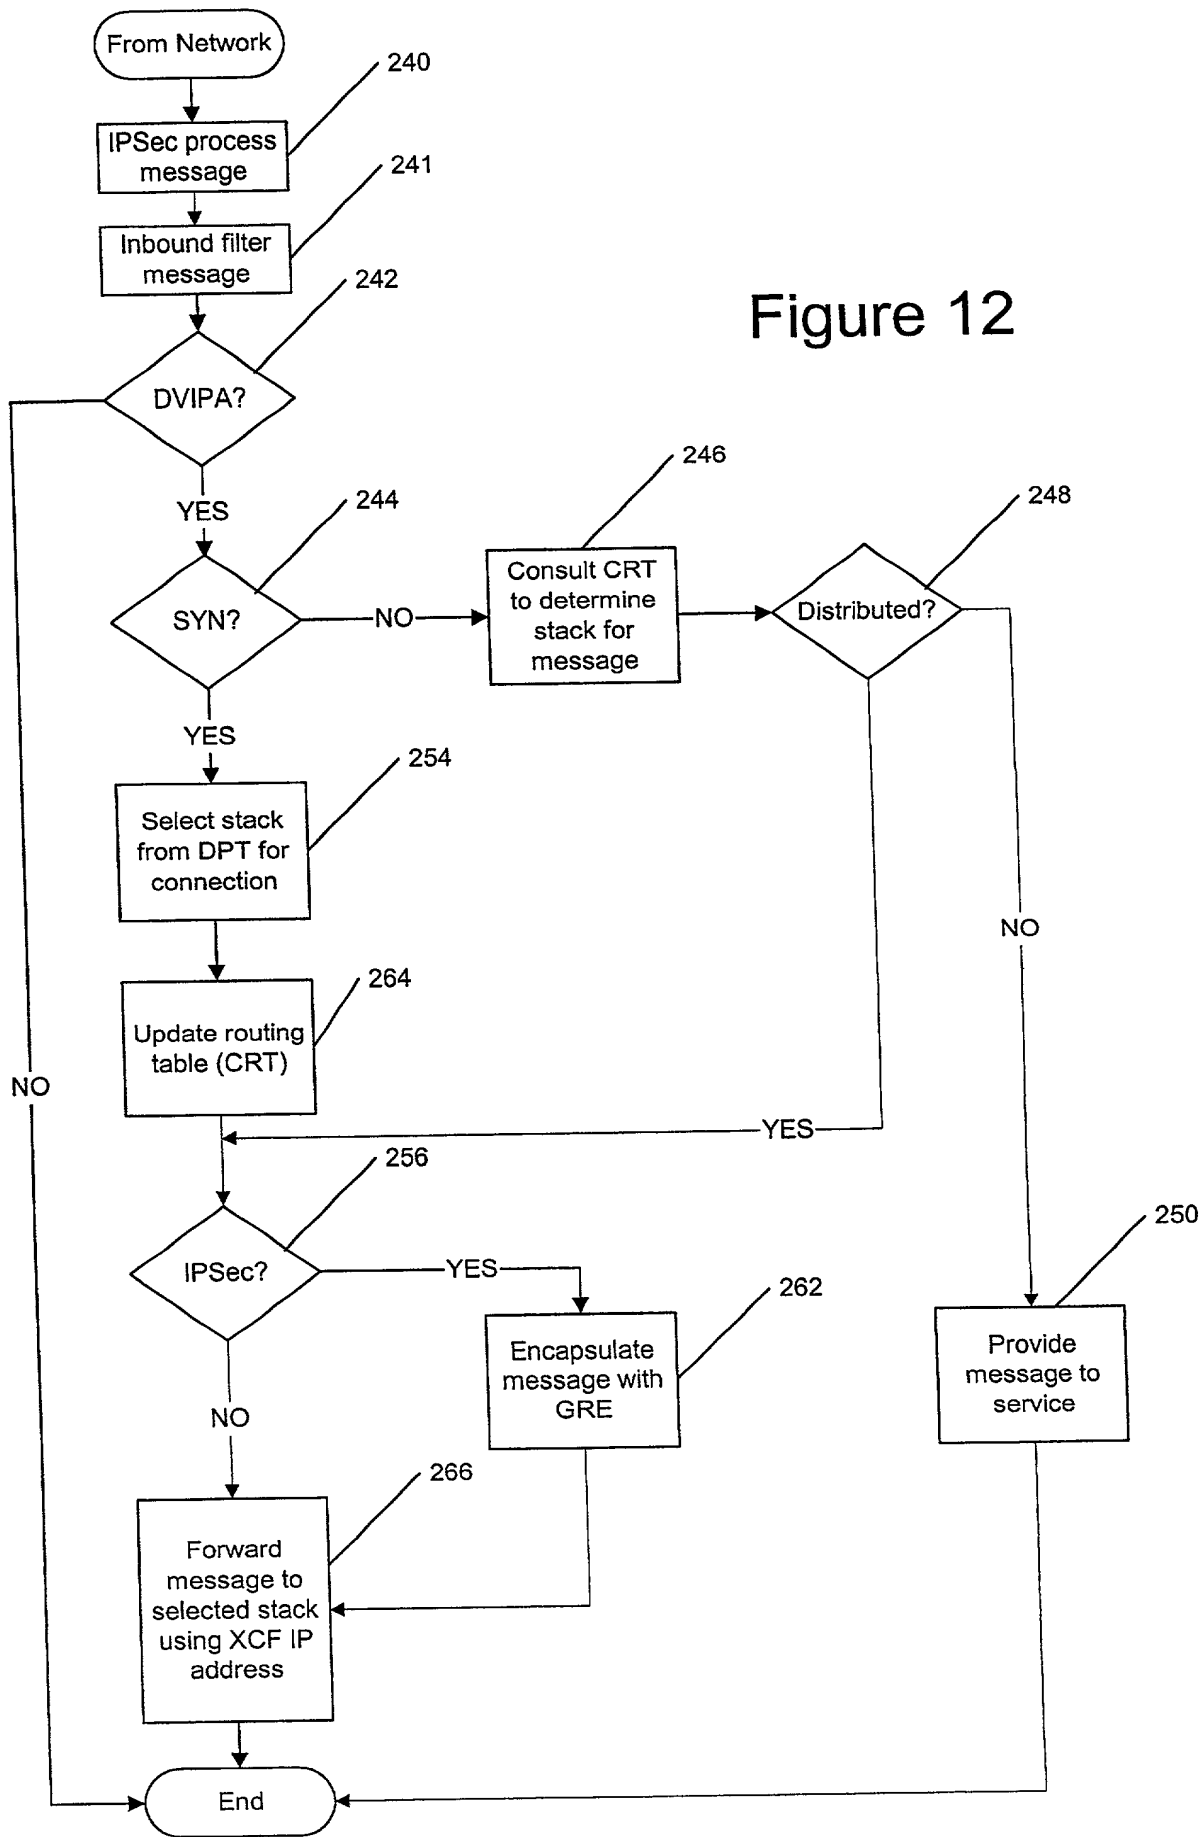 From Network
240
IPSec process
message
241
Inbound filter
message
242
Figure 12
DVIPA?
YES
244
246
248
SYN?
NO
Consult CRT
to determine
stack for
message
Distributed?
YES
254
Select stack
from DPT for
connection
NO
264
Update routing
table (CRT)
NO
YES
256
250
IPSec?
YES
262
Encapsulate
message with
GRE
Provide
message to
service
NO
266
Forward
message to
selected stack
using XCF IP
address
End